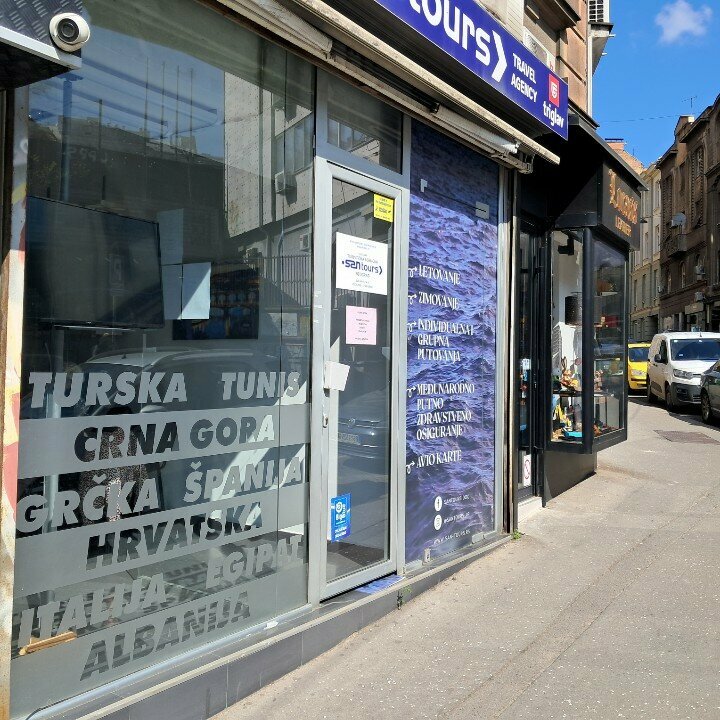 tours
TRAVEL
AGENCY
triglav
santours
TURSKA TUNIS
CRNA GORA
GRČKA ŠPANIJA
HRVATSKA
ITALIJA EGIPAT
ALBANIJA
LETOVANJE
ZIMOVANJE
INDIVIDUALNA I
GRUPNA
PUTOVANJA
MEĐUNARODNO
PUTNO
ZDRAVSTVENO
OSIGURANJE
AVIO KARTE